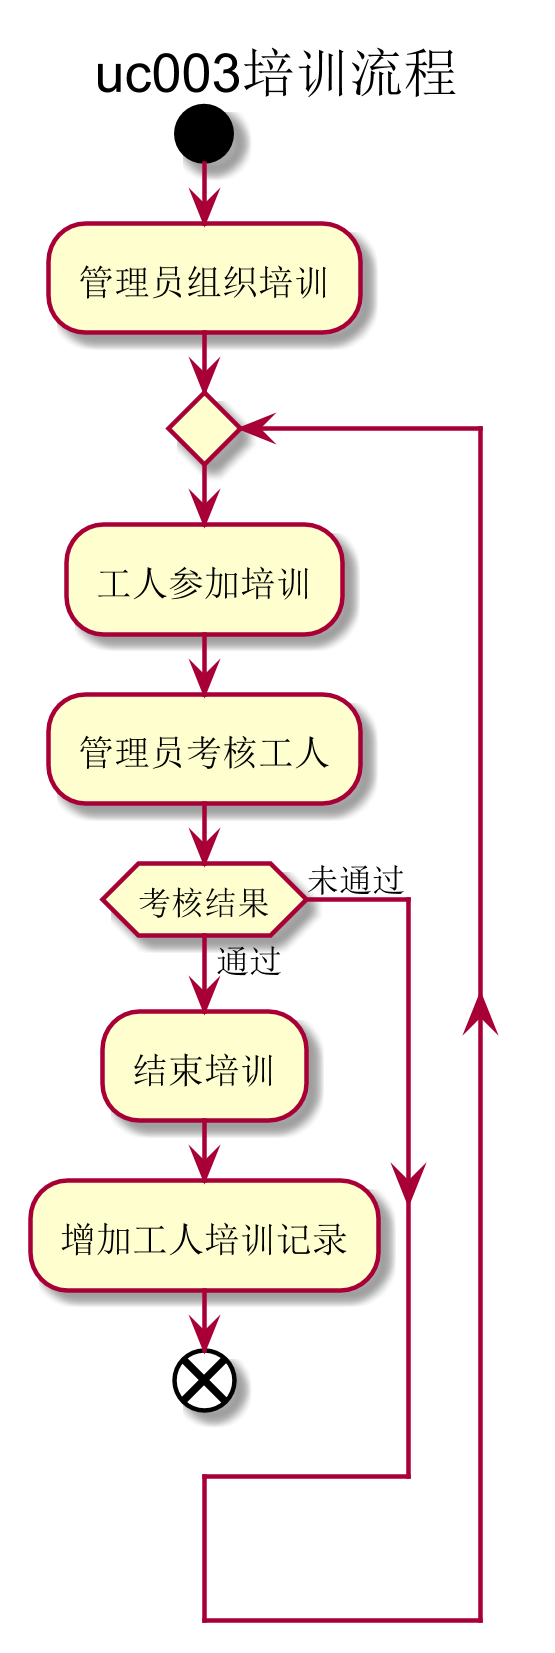 uc003培训流程
管理员组织培训
工人参加培训
管理员考核工人
考核结果
未通过
通过
结束培训
增加工人培训记录